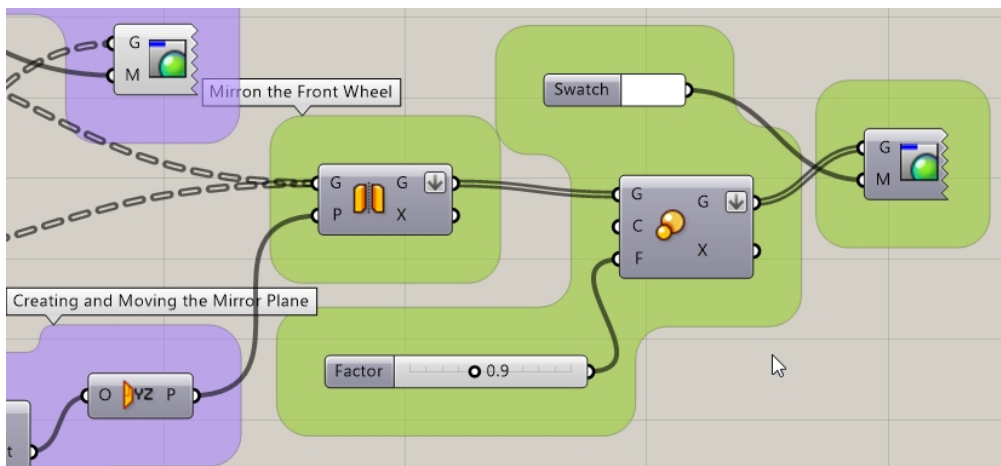 G
M
Mirron the Front Wheel
Swatch
G
M
G G
P X
G G
C
F X
Creating and Moving the Mirror Plane
Factor 0.9
O YZ P
t